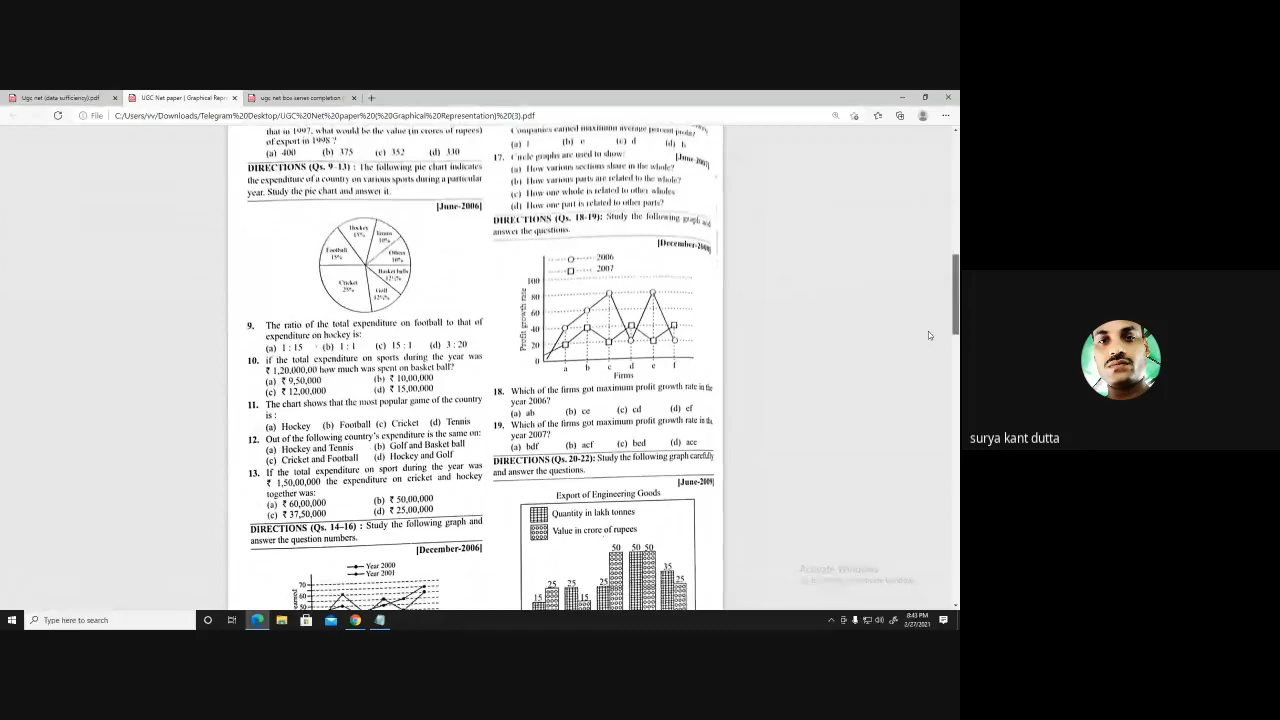 Ugc net (data sufficiency).pdf
UGC Net paper ( Graphical Repr
ugc net box series completion (
File
C:/Users/vv/Downloads/Telegram%20Desktop/UGC%20Net%20paper%20(%20Graphical%20Representation)%20(3).pdf
that in 1997, what would be the value (in crores of rupees)
of export in 1998 ?
(a) 400 (b) 375 (c) 352 (d) 330
DIRECTIONS (Qs. 9-13) : The following pie chart indicates
the expenditure of a country on various sports during a particular
year. Study the pie chart and answer it.
[June-2006]
Hockey
15%
Tennis
10%
Football
15%
Others
10%
Basket balls
12½%
Cricket
25%
Golf
12½%
9. The ratio of the total expenditure on football to that of
expenditure on hockey is:
(a) 1 : 15 (b) 1 : 1 (c) 15 : 1 (d) 3 : 20
10. if the total expenditure on sports during the year was
₹ 1,20,000,00 how much was spent on basket ball?
(a) ₹ 9,50,000 (b) ₹ 10,00,000
(c) ₹ 12,00,000 (d) ₹ 15,00,000
11. The chart shows that the most popular game of the country
is :
(a) Hockey (b) Football (c) Cricket (d) Tennis
12. Out of the following country's expenditure is the same on:
(a) Hockey and Tennis (b) Golf and Basket ball
(c) Cricket and Football (d) Hockey and Golf
13. If the total expenditure on sport during the year was
₹ 1,50,00,000 the expenditure on cricket and hockey
together was:
(a) ₹ 60,00,000 (b) ₹ 50,00,000
(c) ₹ 37,50,000 (d) ₹ 25,00,000
DIRECTIONS (Qs. 14-16) : Study the following graph and
answer the question numbers.
[December-2006]
Year 2000
Year 2001
70
60
50
Companies earned maximum average percent profit?
(b) e (c) d (d) b
17. Circle graphs are used to show:
[June-2007]
(a) How various sections share in the whole?
(b) How various parts are related to the whole?
(c) How one whole is related to other wholes
(d) How one part is related to other parts?
DIRECTIONS (Qs. 18-19): Study the following graph and
answer the questions.
2006
2007
100
80
60
40
20
0
Profit growth rate
a b c d e f
Firms
18. Which of the firms got maximum profit growth rate in the
year 2006?
(a) ab (b) ce (c) cd (d) ef
19. Which of the firms got maximum profit growth rate in the
year 2007?
(a) bdf (b) acf (c) bed (d) ace
DIRECTIONS (Qs. 20-22): Study the following graph carefully
and answer the questions.
[June-2009]
Export of Engineering Goods
Quantity in lakh tonnes
Value in crore of rupees
50 50 50
35
25 25 25 25
15 15
surya kant dutta
Activate Windows
Type here to search
8:43 PM
2/27/2021